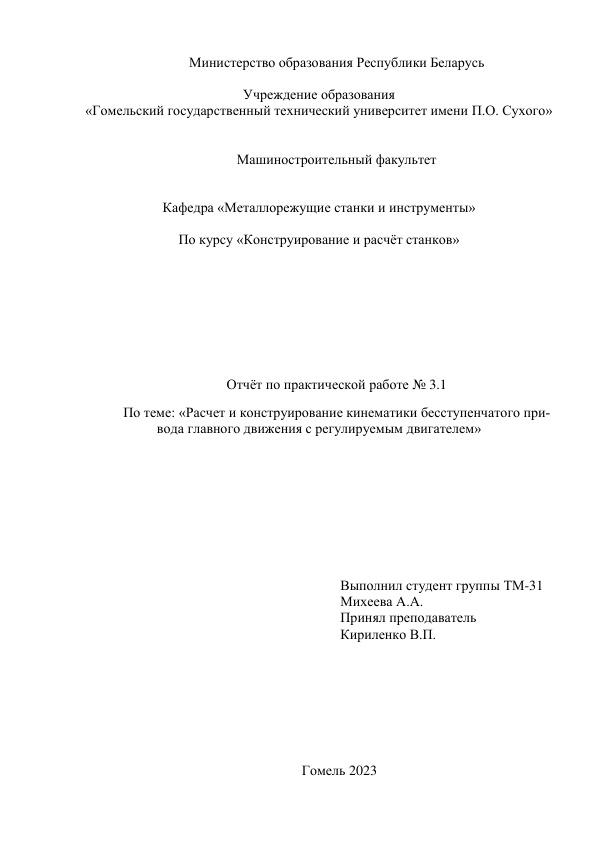 Министерство образования Республики Беларусь
Учреждение образования
«Гомельский государственный технический университет имени П.О. Сухого»
Машиностроительный факультет
Кафедра «Металлорежущие станки и инструменты»
По курсу «Конструирование и расчёт станков»
Отчёт по практической работе № 3.1
По теме: «Расчет и конструирование кинематики бесступенчатого при-
вода главного движения с регулируемым двигателем»
Выполнил студент группы ТМ-31
Михеева А.А.
Принял преподаватель
Кириленко В.П.
Гомель 2023